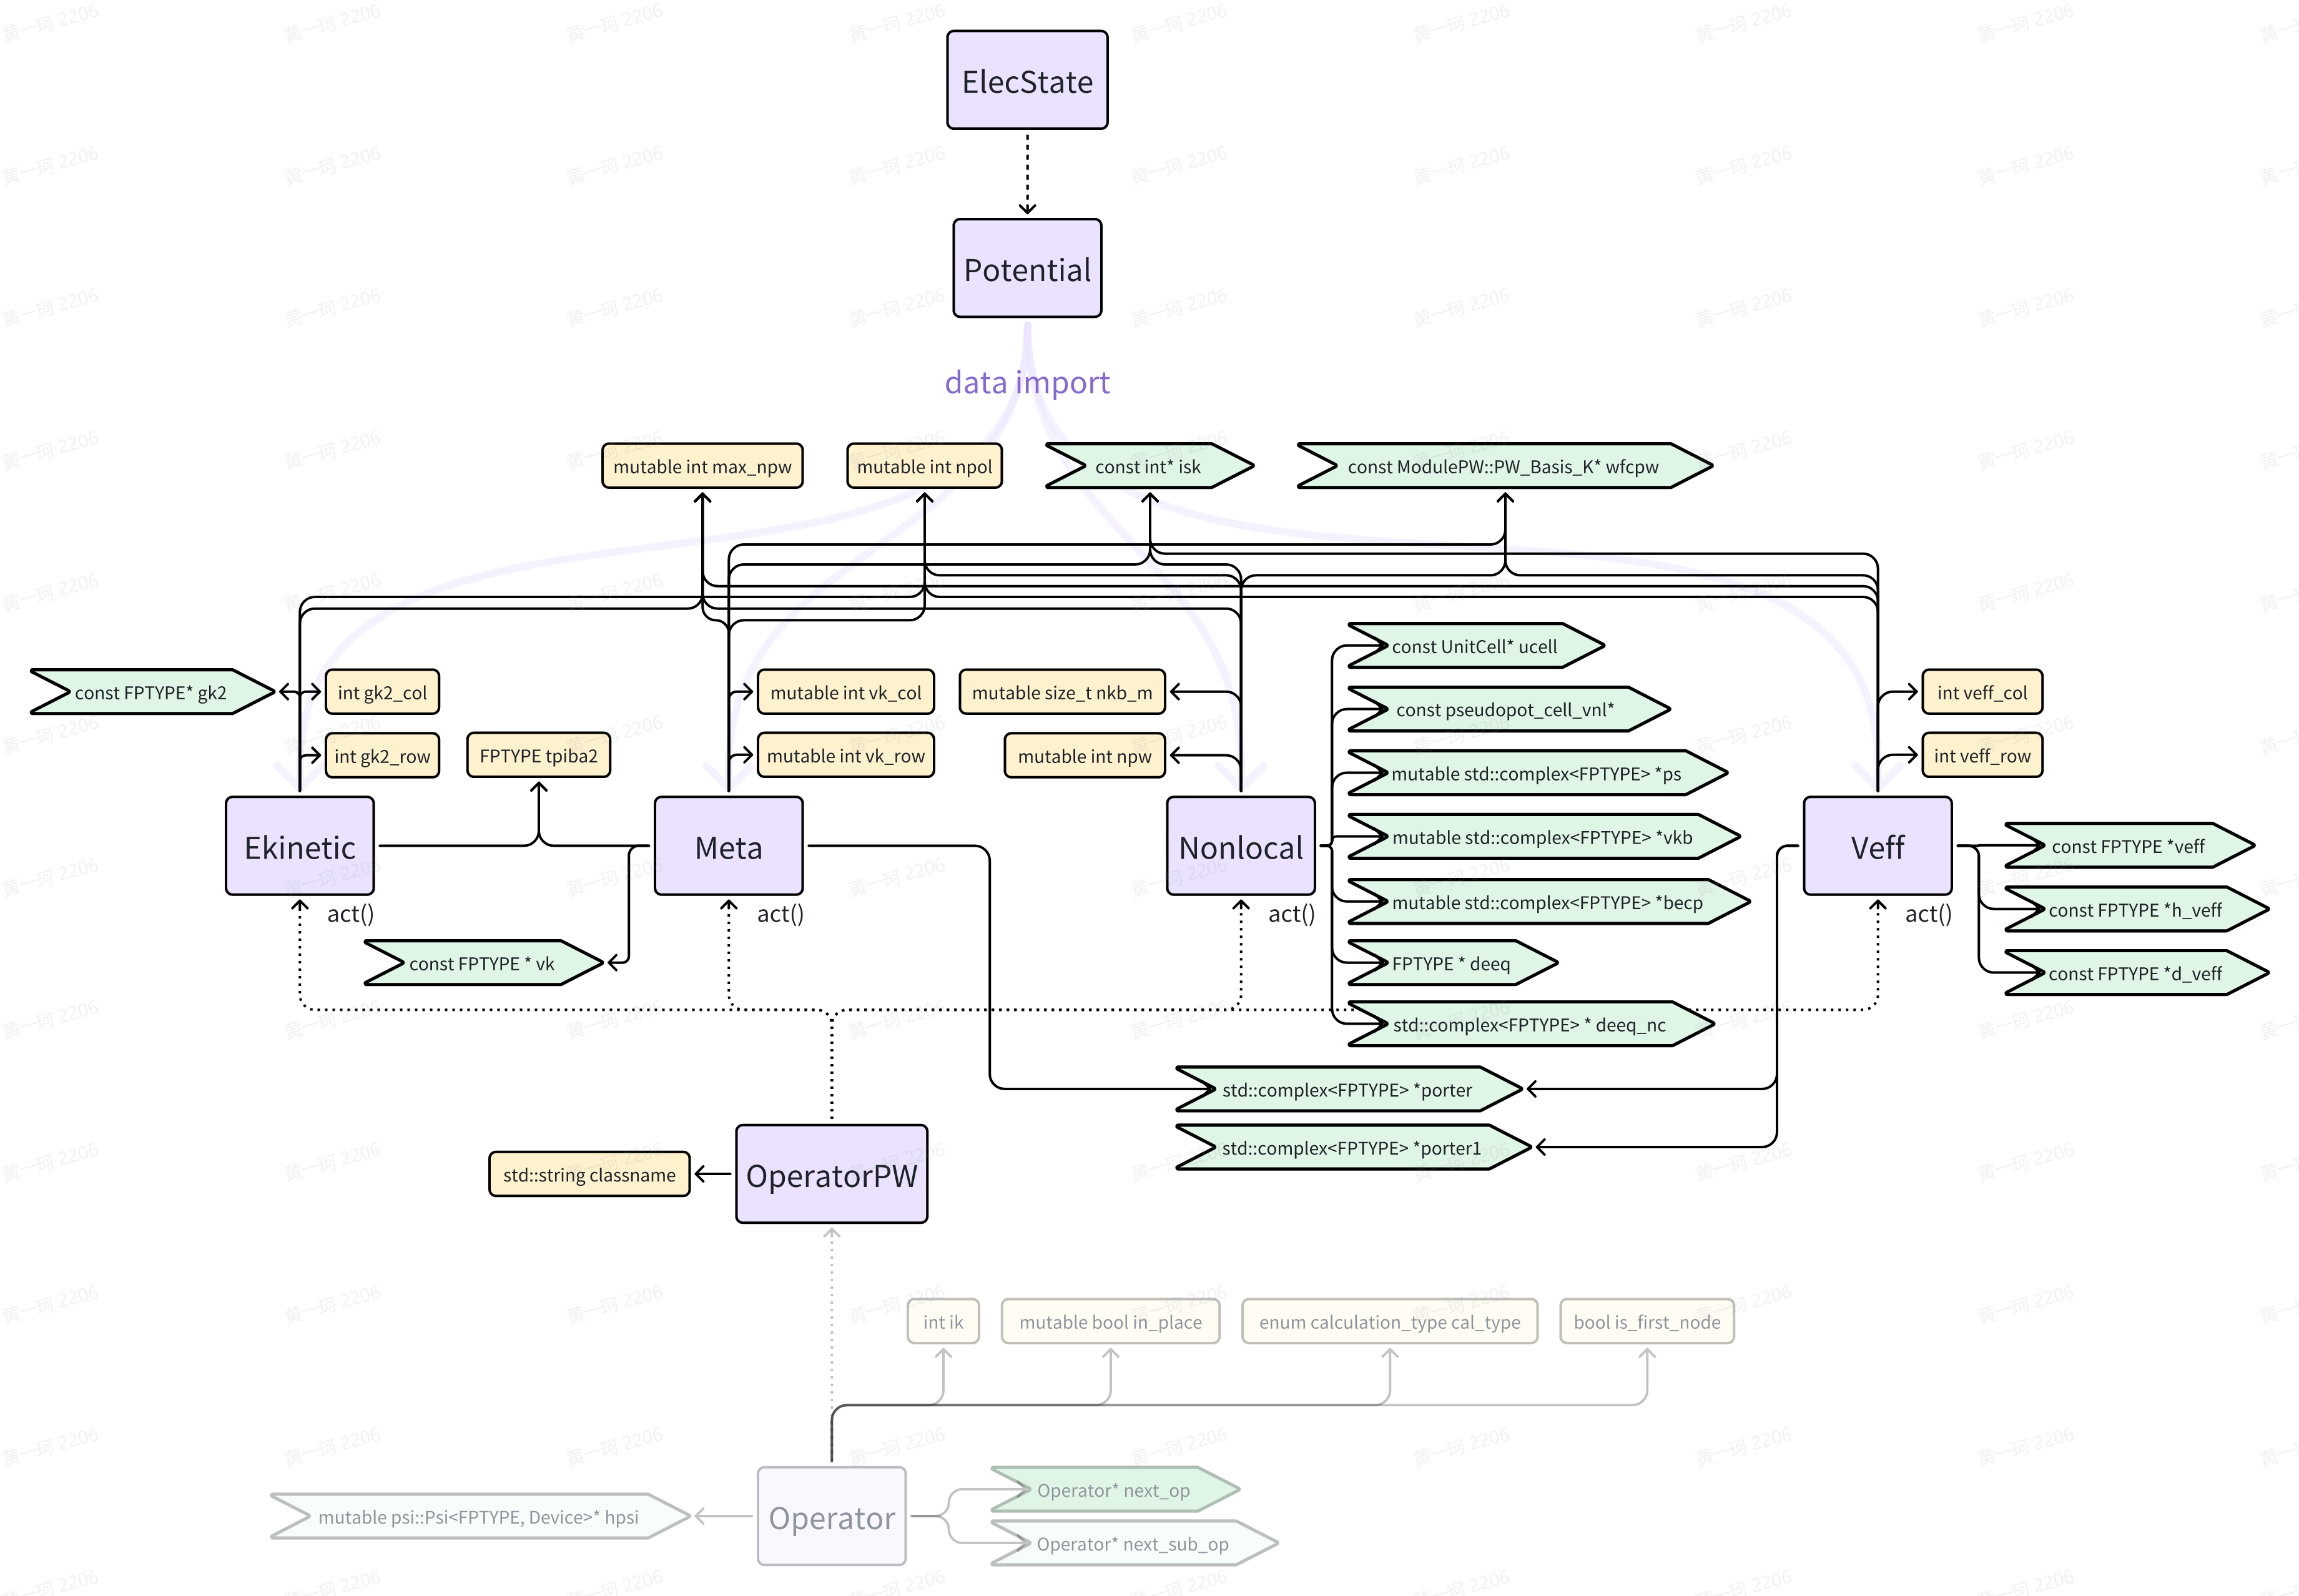 ElecState
Potential
data import
mutable int max_npw
mutable int npol
const int* isk
const ModulePW::PW_Basis_K* wfcpw
const UnitCell* ucell
const FPTYPE* gk2
int gk2_col
mutable int vk_col
mutable size_t nkb_m
const pseudopot_cell_vnl*
int veff_col
int gk2_row
FPTYPE tpiba2
mutable int vk_row
mutable int npw
mutable std::complex<FPTYPE> *ps
int veff_row
Ekinetic
Meta
Nonlocal
mutable std::complex<FPTYPE> *vkb
Veff
const FPTYPE *veff
act()
act()
act()
mutable std::complex<FPTYPE> *becp
act()
const FPTYPE *h_veff
const FPTYPE * vk
FPTYPE * deeq
const FPTYPE *d_veff
std::complex<FPTYPE> * deeq_nc
std::complex<FPTYPE> *porter
std::complex<FPTYPE> *porter1
std::string classname
OperatorPW
int ik
mutable bool in_place
enum calculation_type cal_type
bool is_first_node
mutable psi::Psi<FPTYPE, Device>* hpsi
Operator
Operator* next_op
Operator* next_sub_op
黄一珂 2206